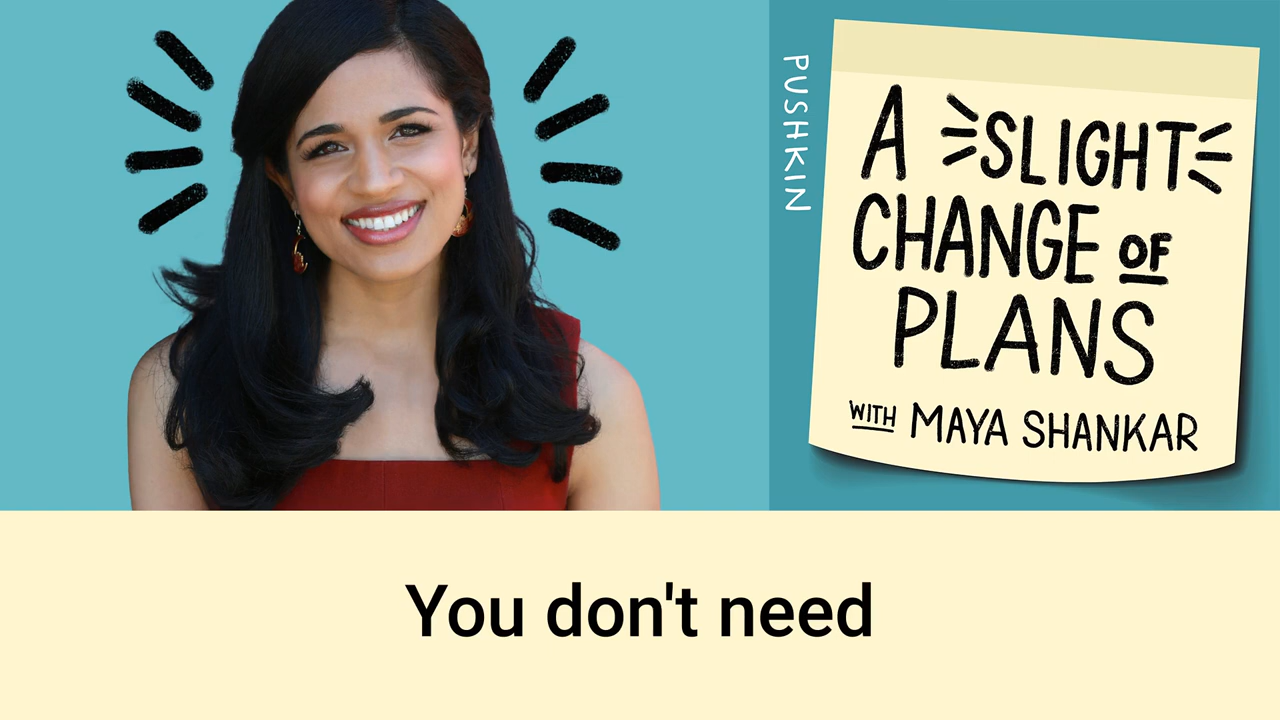 PUSHKIN
A SLIGHT
CHANGE OF
PLANS
WITH MAYA SHANKAR
You don't need